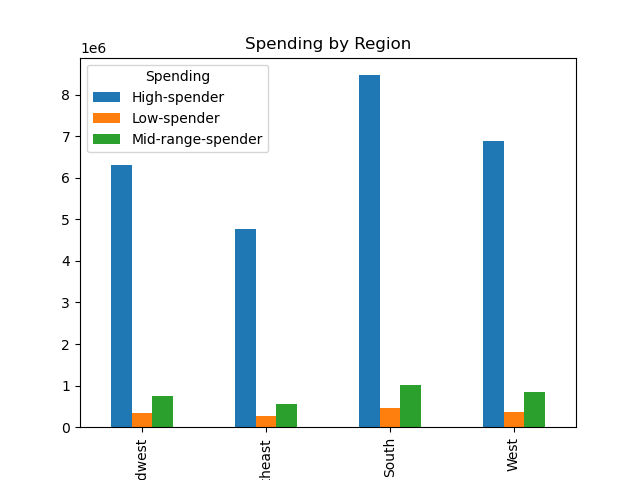 Spending by Region
1e6
Spending
High-spender
Low-spender
Mid-range-spender
8
7
6
5
4
3
2
1
0
dwest
theast
South
West